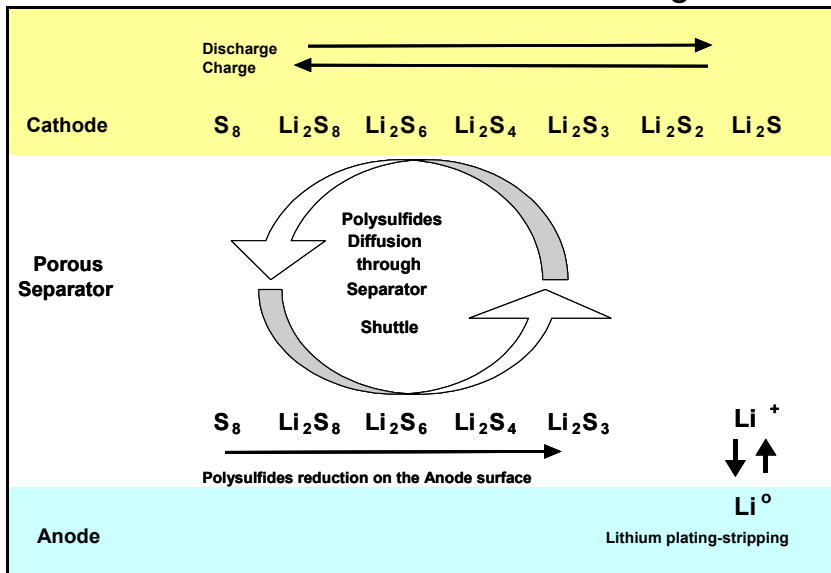 Discharge
Charge
Cathode
S8 Li2S8 Li2S6 Li2S4 Li2S3 Li2S2 Li2S
Polysulfides
Diffusion
through
Separator
Shuttle
Porous
Separator
S8 Li2S8 Li2S6 Li2S4 Li2S3
Polysulfides reduction on the Anode surface
Li +
Li o
Lithium plating-stripping
Anode